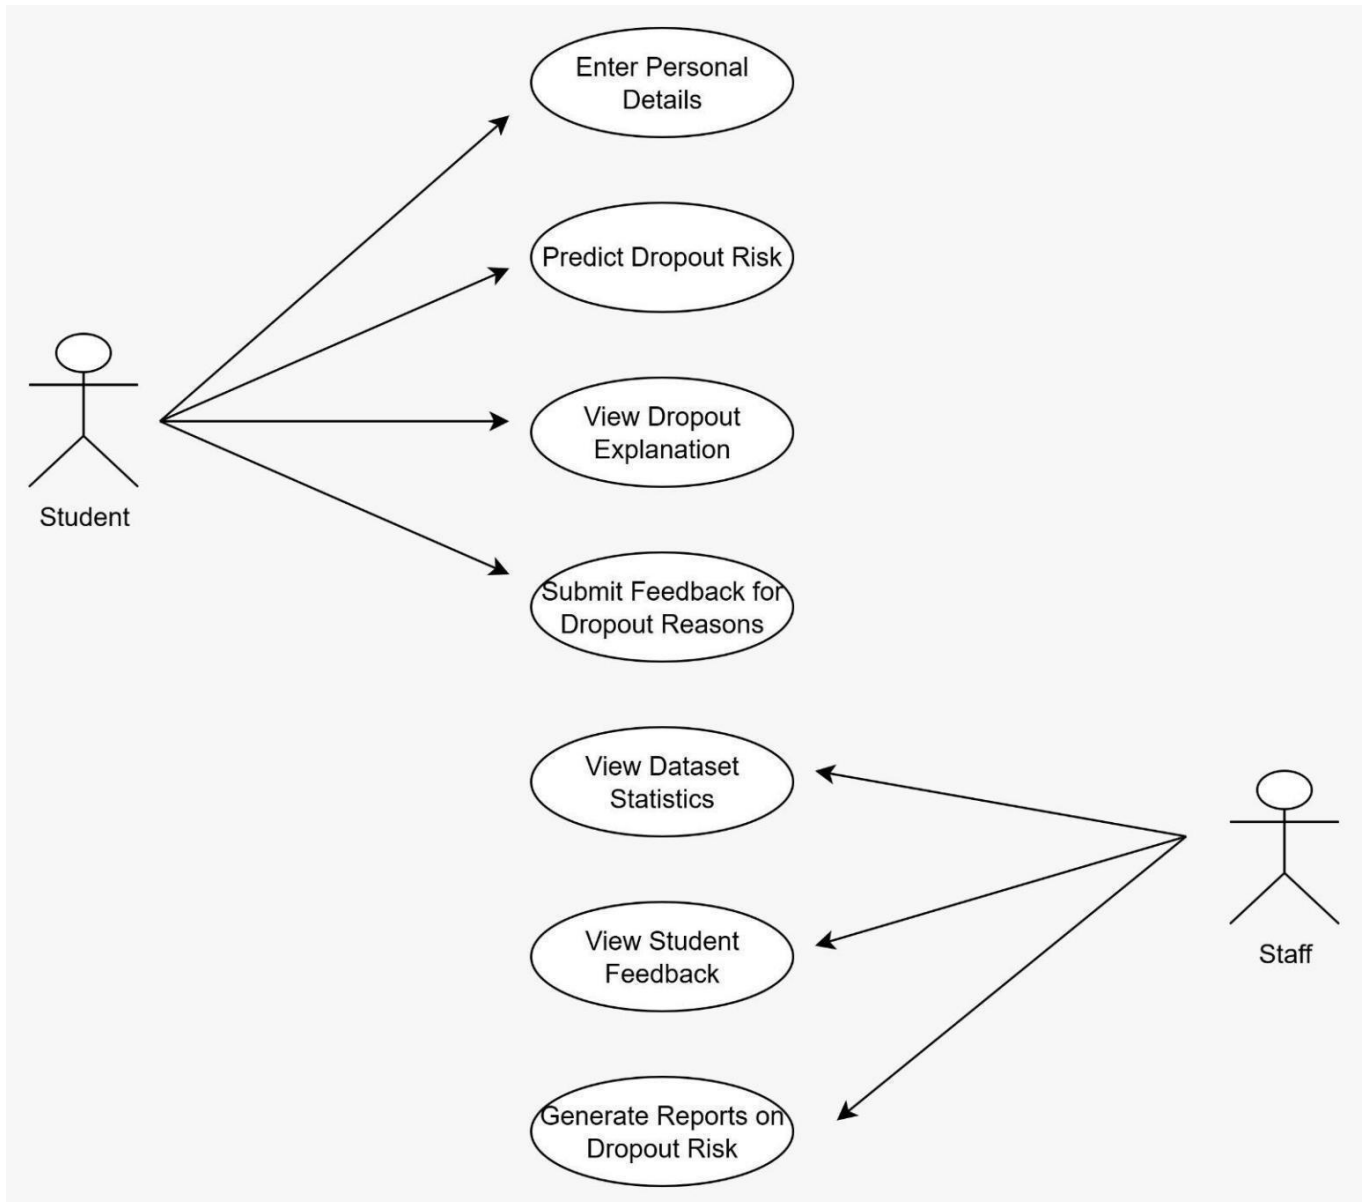 Enter Personal
Details
Predict Dropout Risk
View Dropout
Explanation
Student
Submit Feedback for
Dropout Reasons
View Dataset
Statistics
View Student
Feedback
Staff
Generate Reports on
Dropout Risk